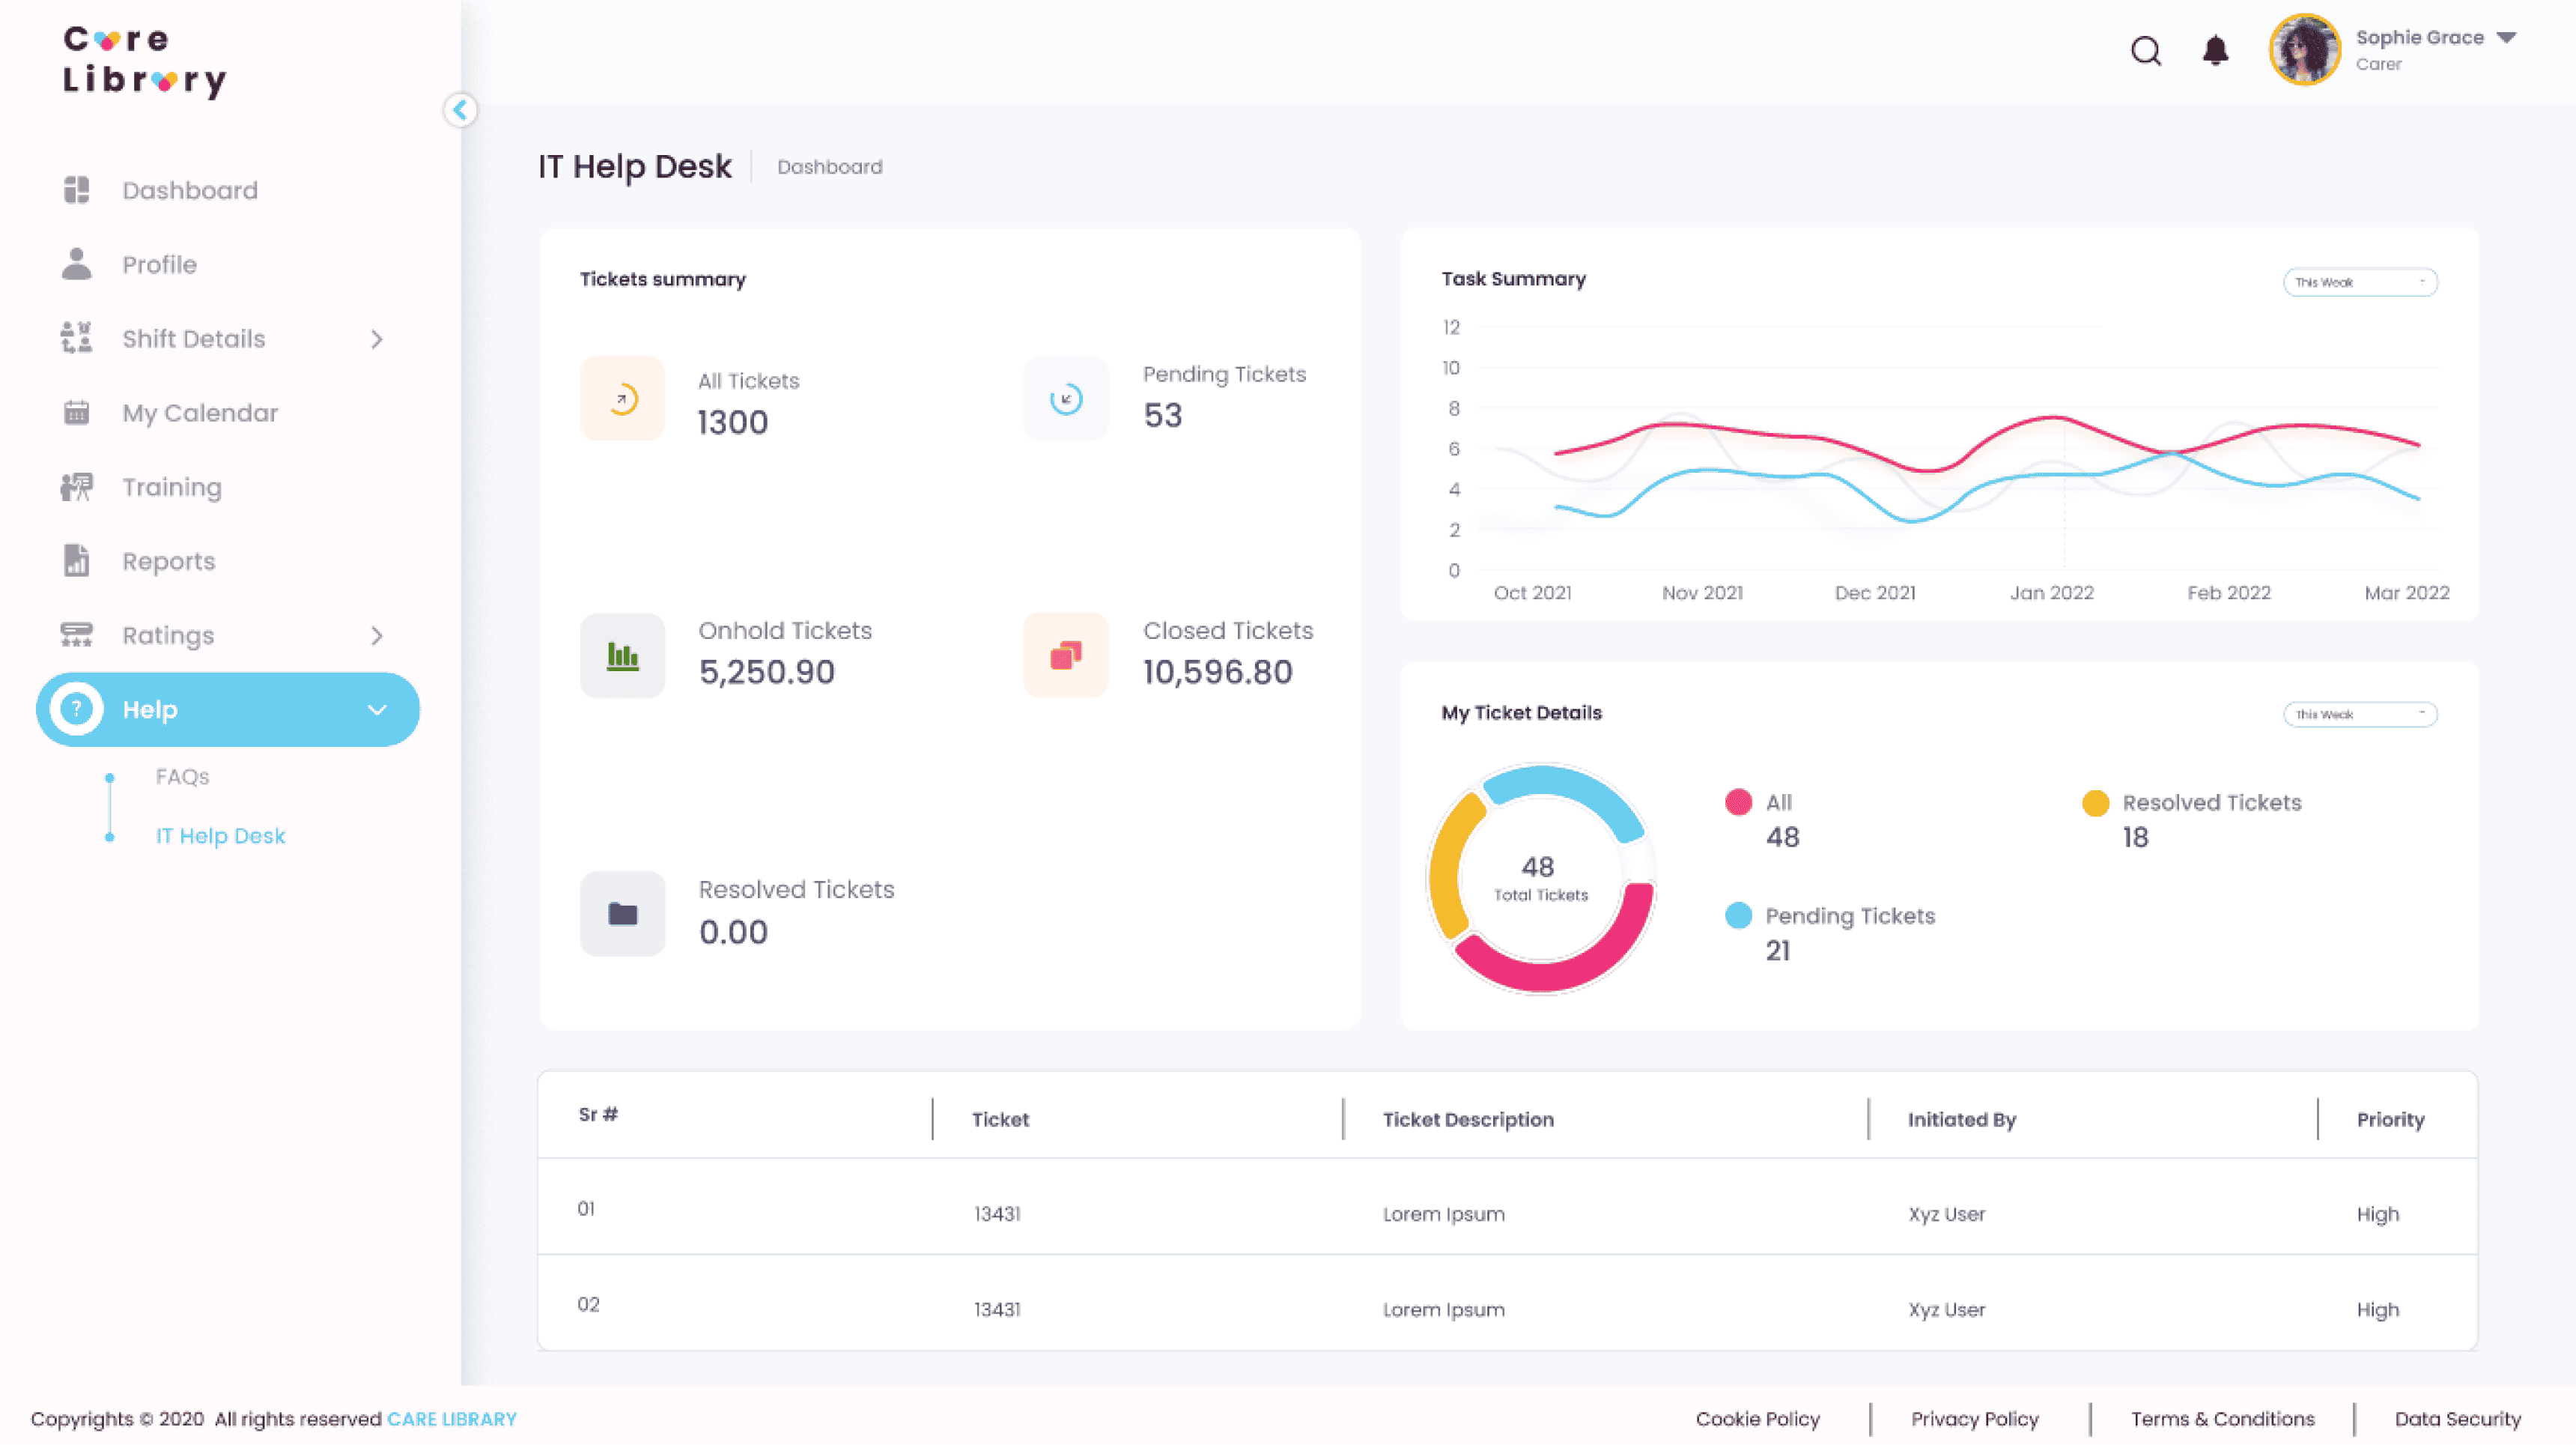 Care
Library
Sophie Grace
Carer
IT Help Desk
Dashboard
Dashboard
Profile
Shift Details
My Calendar
Training
Reports
Ratings
? Help
FAQs
IT Help Desk
Tickets summary
All Tickets
1300
Pending Tickets
53
Onhold Tickets
5,250.90
Closed Tickets
10,596.80
Resolved Tickets
0.00
Task Summary
This Weak
12
10
8
6
4
2
0
Oct 2021 Nov 2021 Dec 2021 Jan 2022 Feb 2022 Mar 2022
My Ticket Details
This Weak
48
Total Tickets
All
48
Resolved Tickets
18
Pending Tickets
21
Sr # Ticket Ticket Description Initiated By Priority
01 13431 Lorem Ipsum Xyz User High
02 13431 Lorem Ipsum Xyz User High
Copyrights © 2020 All rights reserved CARE LIBRARY
Cookie Policy Privacy Policy Terms & Conditions Data Security